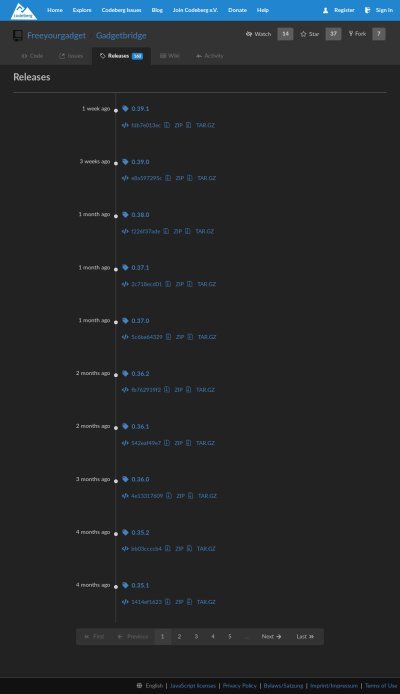 Codeberg Home Explore Codeberg Issues Blog Join Codeberg e.V. Donate Help Register Sign In
Freeyourgadget Gadgetbridge Watch 14 Star 37 Fork 7
Code Issues Releases 160 Wiki Activity
Releases
1 week ago 0.39.1
ZIP TAR.GZ
3 weeks ago 0.39.0
e8a597295c ZIP TAR.GZ
1 month ago 0.38.0
f226f37ade ZIP TAR.GZ
1 month ago 0.37.1
2c718ecd01 ZIP TAR.GZ
1 month ago 0.37.0
5c6ba64329 ZIP TAR.GZ
2 months ago 0.36.2
fb762919f2 ZIP TAR.GZ
2 months ago 0.36.1
542eaf49e7 ZIP TAR.GZ
3 months ago 0.36.0
4e13317609 ZIP TAR.GZ
4 months ago 0.35.2
bb03ccccb4 ZIP TAR.GZ
4 months ago 0.35.1
1414ef1623 ZIP TAR.GZ
First Previous 1 2 3 4 5 ... Next Last
English | JavaScript licenses | Privacy Policy | Bylaws/Satzung | Imprint/Impressum | Terms of Use